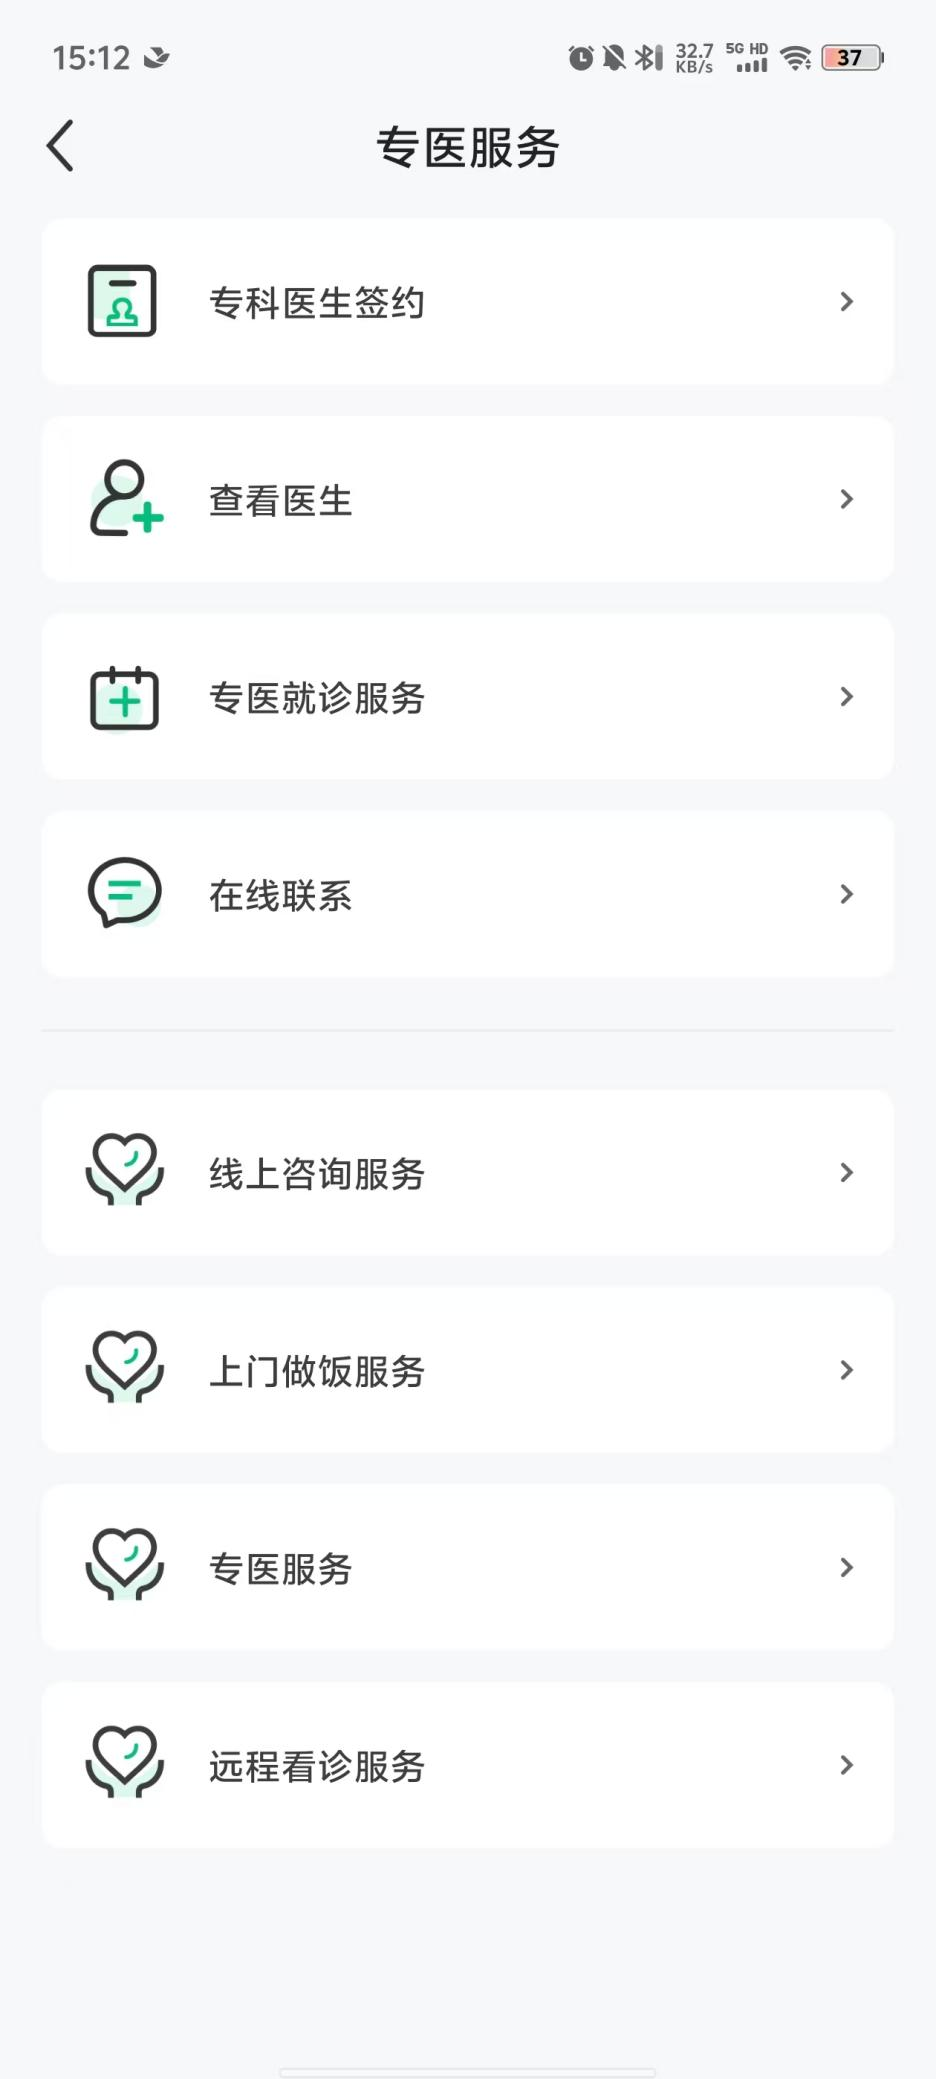 15:12
32.7
KB/s
5G HD
37
专医服务
专科医生签约
查看医生
专医就诊服务
在线联系
线上咨询服务
上门做饭服务
专医服务
远程看诊服务